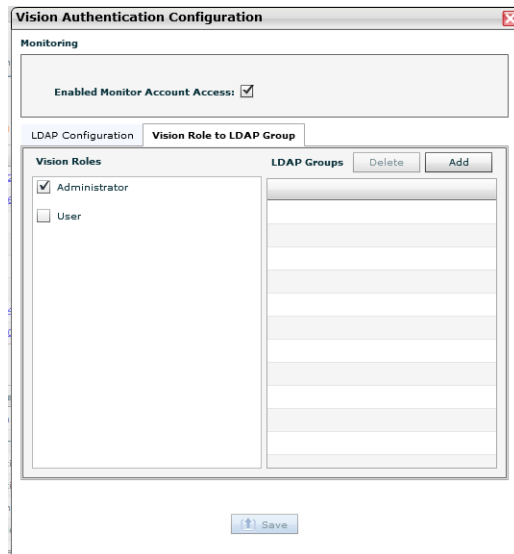 Vision Authentication Configuration
Monitoring
Enabled Monitor Account Access:
LDAP Configuration
Vision Role to LDAP Group
Vision Roles
LDAP Groups
Delete
Add
Administrator
User
Save